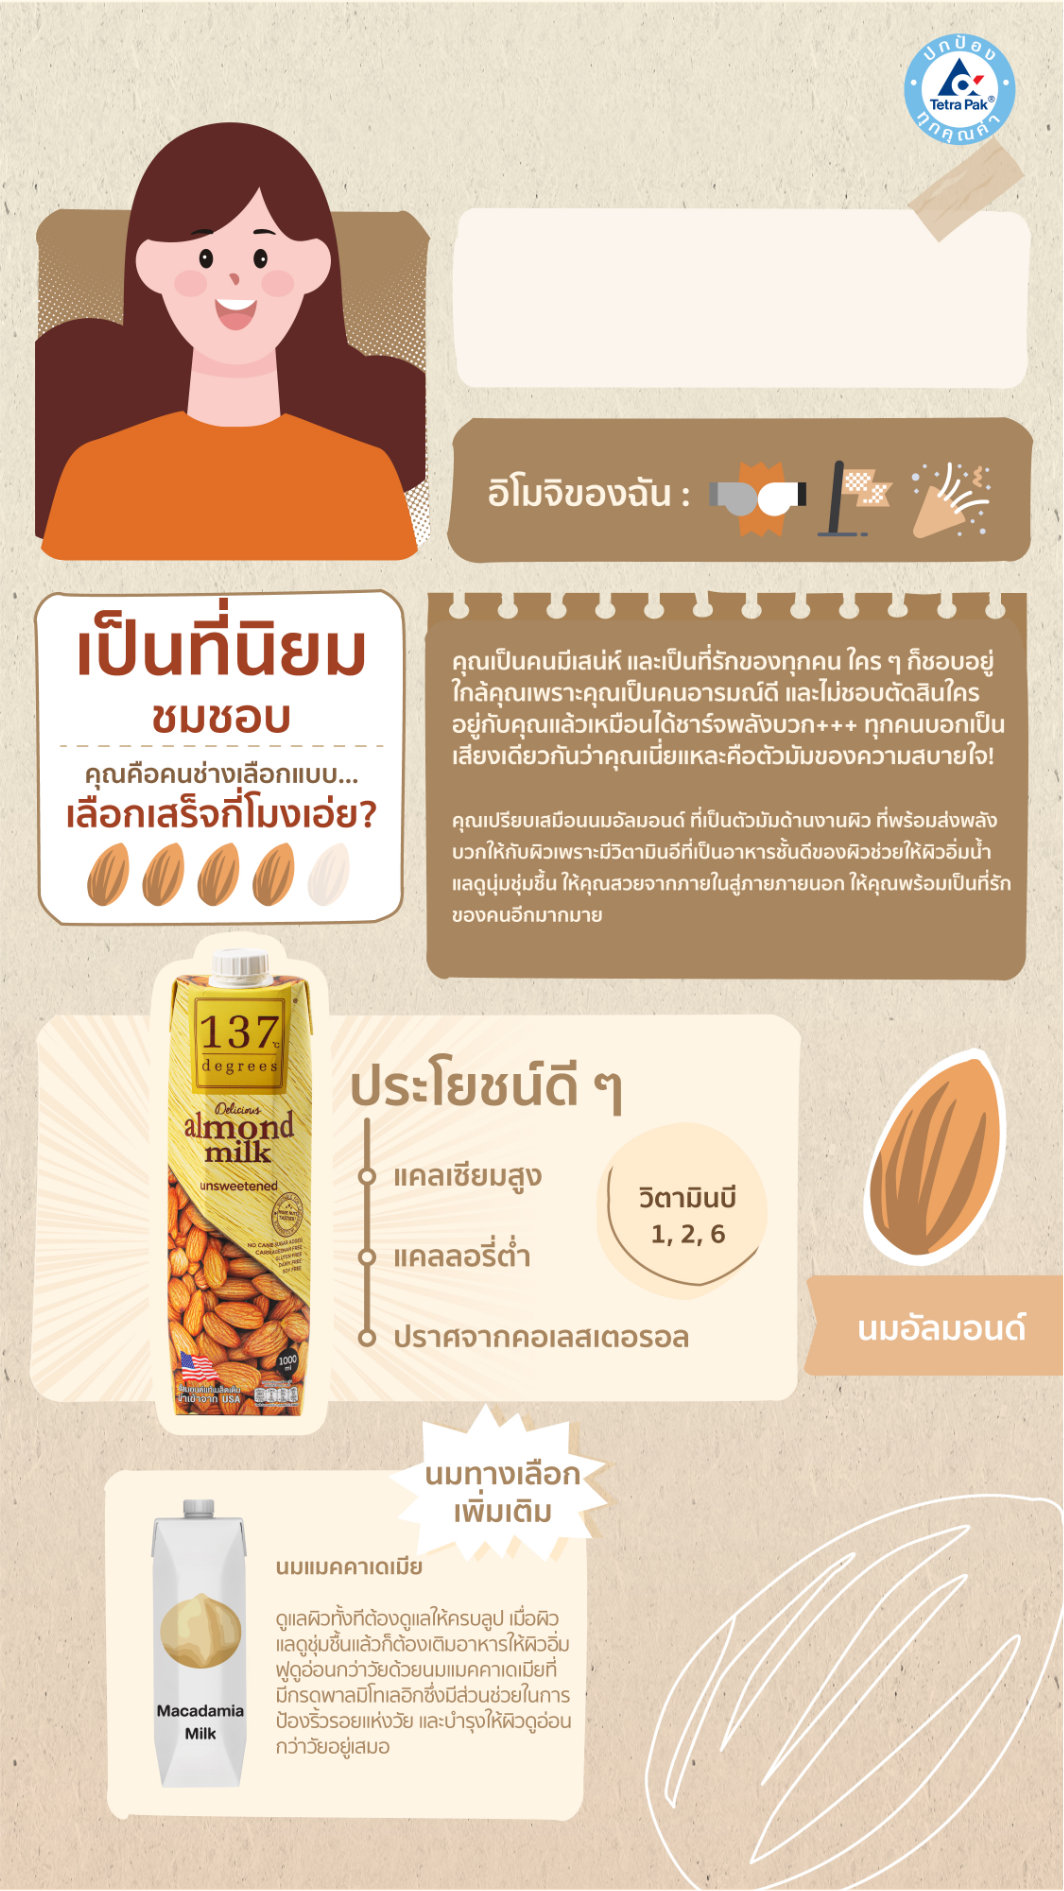 ปกป้อง
Tetra Pak®
ทุกคุณค่า
อิโมจิของฉัน :
เป็นที่นิยม
ชมชอบ
คุณคือคนช่างเลือกแบบ...
เลือกเสร็จกี่โมงเอ่ย?
คุณเป็นคนมีเสน่ห์ และเป็นที่รักของทุกคน ใคร ๆ ก็ชอบอยู่
ใกล้คุณเพราะคุณเป็นคนอารมณ์ดี และไม่ชอบตัดสินใคร
อยู่กับคุณแล้วเหมือนได้ชาร์จพลังบวก+++ ทุกคนบอกเป็น
เสียงเดียวกันว่าคุณเนี่ยแหละคือตัวมัมของความสบายใจ!
คุณเปรียบเสมือนนมอัลมอนด์ ที่เป็นตัวมัมด้านงานผิว ที่พร้อมส่งพลัง
บวกให้กับผิวเพราะมีวิตามินอีที่เป็นอาหารชั้นดีของผิวช่วยให้ผิวอิ่มน้ำ
แลดูนุ่มชุ่มชื้น ให้คุณสวยจากภายในสู่ภายภายนอก ให้คุณพร้อมเป็นที่รัก
ของคนอีกมากมาย
137
°C
degrees
Delicious
almond
milk
unsweetened
1000
ml
นำเข้าจาก USA
ประโยชน์ดี ๆ
แคลเซียมสูง
แคลลอรี่ต่ำ
ปราศจากคอเลสเตอรอล
วิตามินบี
1, 2, 6
นมอัลมอนด์
นมทางเลือก
เพิ่มเติม
Macadamia
Milk
นมแมคคาเดเมีย
ดูแลผิวทั้งทีต้องดูแลให้ครบลูป เมื่อผิว
แลดูชุ่มชื้นแล้วก็ต้องเติมอาหารให้ผิวอิ่ม
ฟูดูอ่อนกว่าวัยด้วยนมแมคคาเดเมียที่
มีกรดพาลมิโทเลอิกซึ่งมีส่วนช่วยในการ
ป้องริ้วรอยแห่งวัย และบำรุงให้ผิวดูอ่อน
กว่าวัยอยู่เสมอ